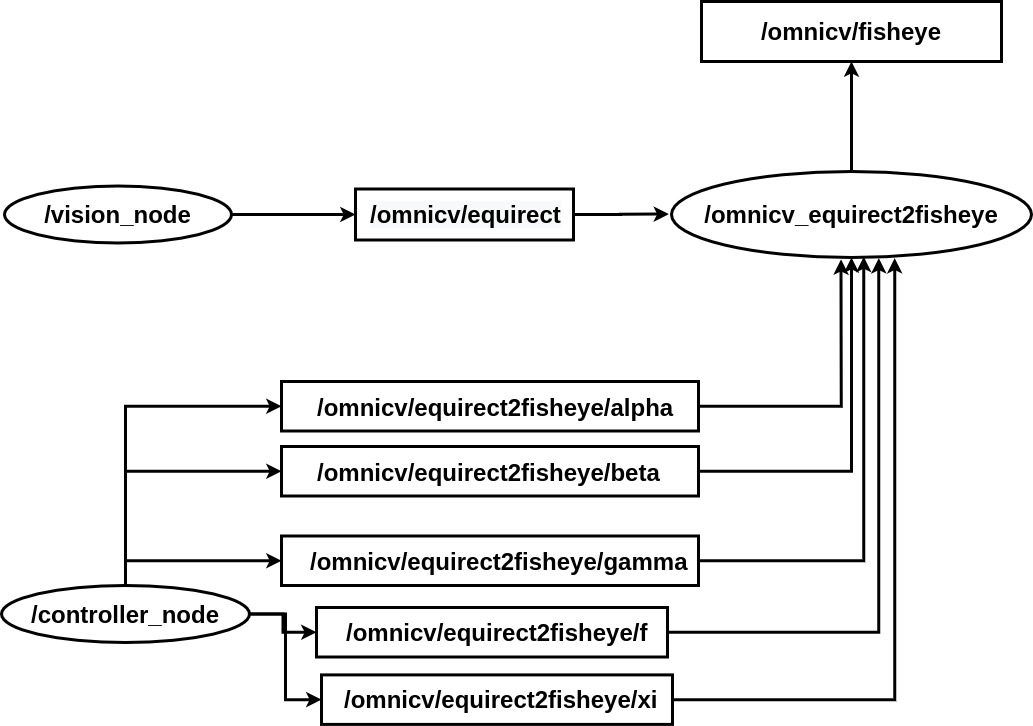 /omnicv/fisheye
/vision_node
/omnicv/equirect
/omnicv_equirect2fisheye
/omnicv/equirect2fisheye/alpha
/omnicv/equirect2fisheye/beta
/omnicv/equirect2fisheye/gamma
/controller_node
/omnicv/equirect2fisheye/f
/omnicv/equirect2fisheye/xi